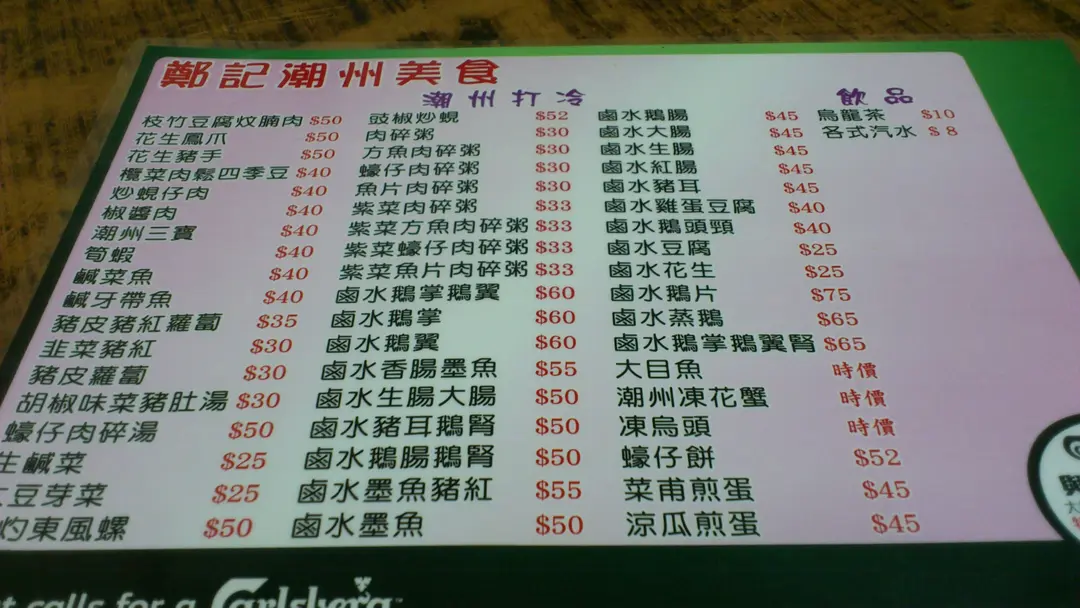 鄭記潮州美食
潮州打冷
飲品
枝竹豆腐炆腩肉 $50
花生鳳爪 $50
花生豬手 $50
欖菜肉鬆四季豆 $40
炒蜆仔肉 $40
椒醬肉 $40
潮州三寶 $40
筍蝦 $40
鹹菜魚 $40
鹹牙帶魚 $40
豬皮豬紅蘿蔔 $35
韭菜豬紅 $30
豬皮蘿蔔 $30
胡椒味菜豬肚湯 $30
蠔仔肉碎湯 $50
生鹹菜 $25
豆芽菜 $25
灼東風螺 $50
豉椒炒蜆 $52
肉碎粥 $30
方魚肉碎粥 $30
蠔仔肉碎粥 $30
魚片肉碎粥 $30
紫菜肉碎粥 $33
紫菜方魚肉碎粥 $33
紫菜蠔仔肉碎粥 $33
紫菜魚片肉碎粥 $33
鹵水鵝掌鵝翼 $60
鹵水鵝掌 $60
鹵水鵝翼 $60
鹵水香腸墨魚 $55
鹵水生腸大腸 $50
鹵水豬耳鵝腎 $50
鹵水鵝腸鵝腎 $50
鹵水墨魚豬紅 $55
鹵水墨魚 $50
鹵水鵝腸 $45
鹵水大腸 $45
鹵水生腸 $45
鹵水紅腸 $45
鹵水豬耳 $45
鹵水雞蛋豆腐 $40
鹵水鵝頭頸 $40
鹵水豆腐 $25
鹵水花生 $25
鹵水鵝片 $75
鹵水蒸鵝 $65
鹵水鵝掌鵝翼腎 $65
大目魚 時價
潮州凍花蟹 時價
凍烏頭 時價
蠔仔餅 $52
菜甫煎蛋 $45
涼瓜煎蛋 $45
烏龍茶 $10
各式汽水 $8
calls for a Carlsberg